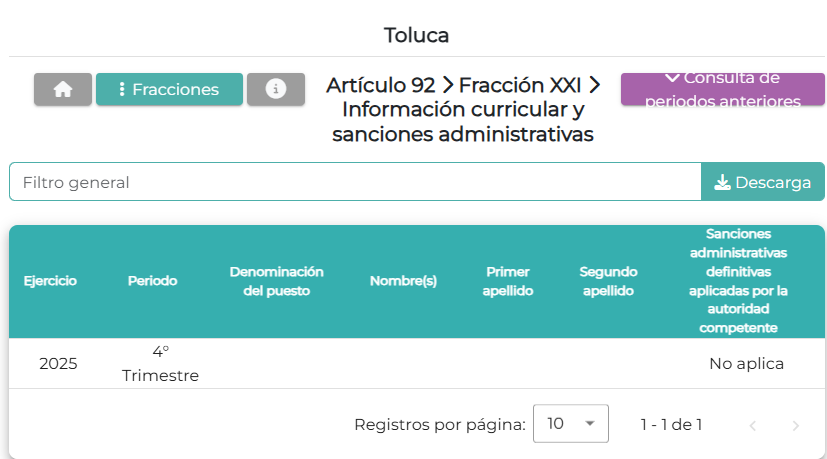 Toluca
Fracciones
Artículo 92 > Fracción XXI >
Información curricular y
sanciones administrativas
Consulta de
periodos anteriores
Filtro general
Descarga
Ejercicio
Periodo
Denominación
del puesto
Nombre(s)
Primer
apellido
Segundo
apellido
Sanciones
administrativas
definitivas
aplicadas por la
autoridad
competente
2025
4°
Trimestre
No aplica
Registros por página:
10
1 - 1 de 1